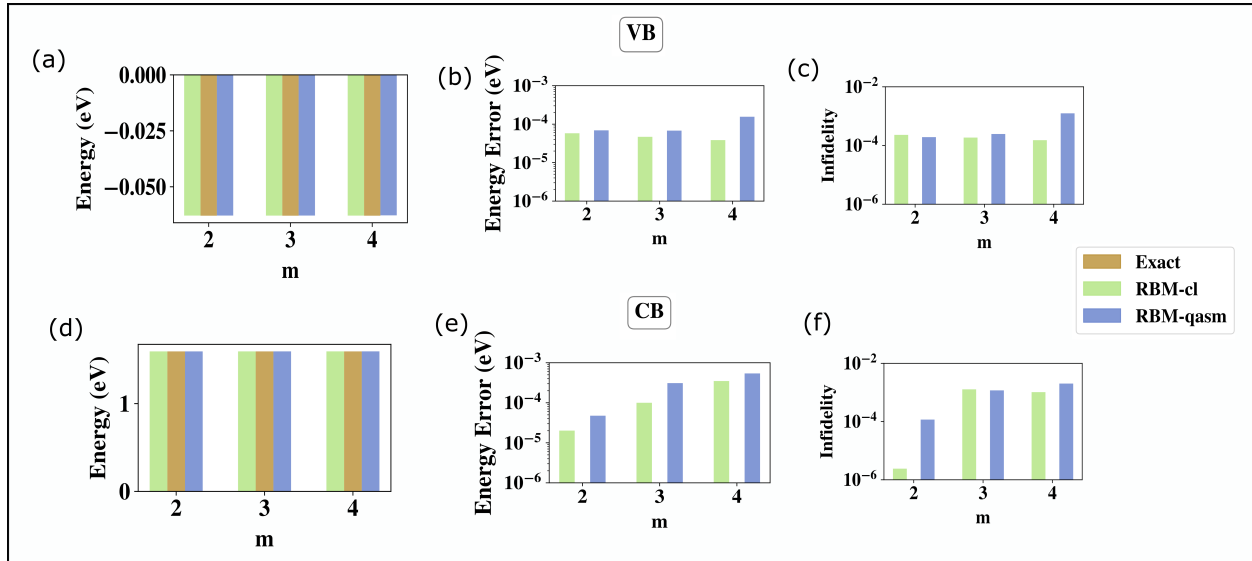 VB
(a)
Energy (eV)
0.000
−0.025
−0.050
2 3 4
m
(b)
Energy Error (eV)
10⁻³
10⁻⁴
10⁻⁵
10⁻⁶
2 3 4
m
(c)
Infidelity
10⁻²
10⁻⁴
10⁻⁶
2 3 4
m
Exact
RBM-cl
RBM-qasm
CB
(d)
Energy (eV)
1
0
2 3 4
m
(e)
Energy Error (eV)
10⁻³
10⁻⁴
10⁻⁵
10⁻⁶
2 3 4
m
(f)
Infidelity
10⁻²
10⁻⁴
10⁻⁶
2 3 4
m